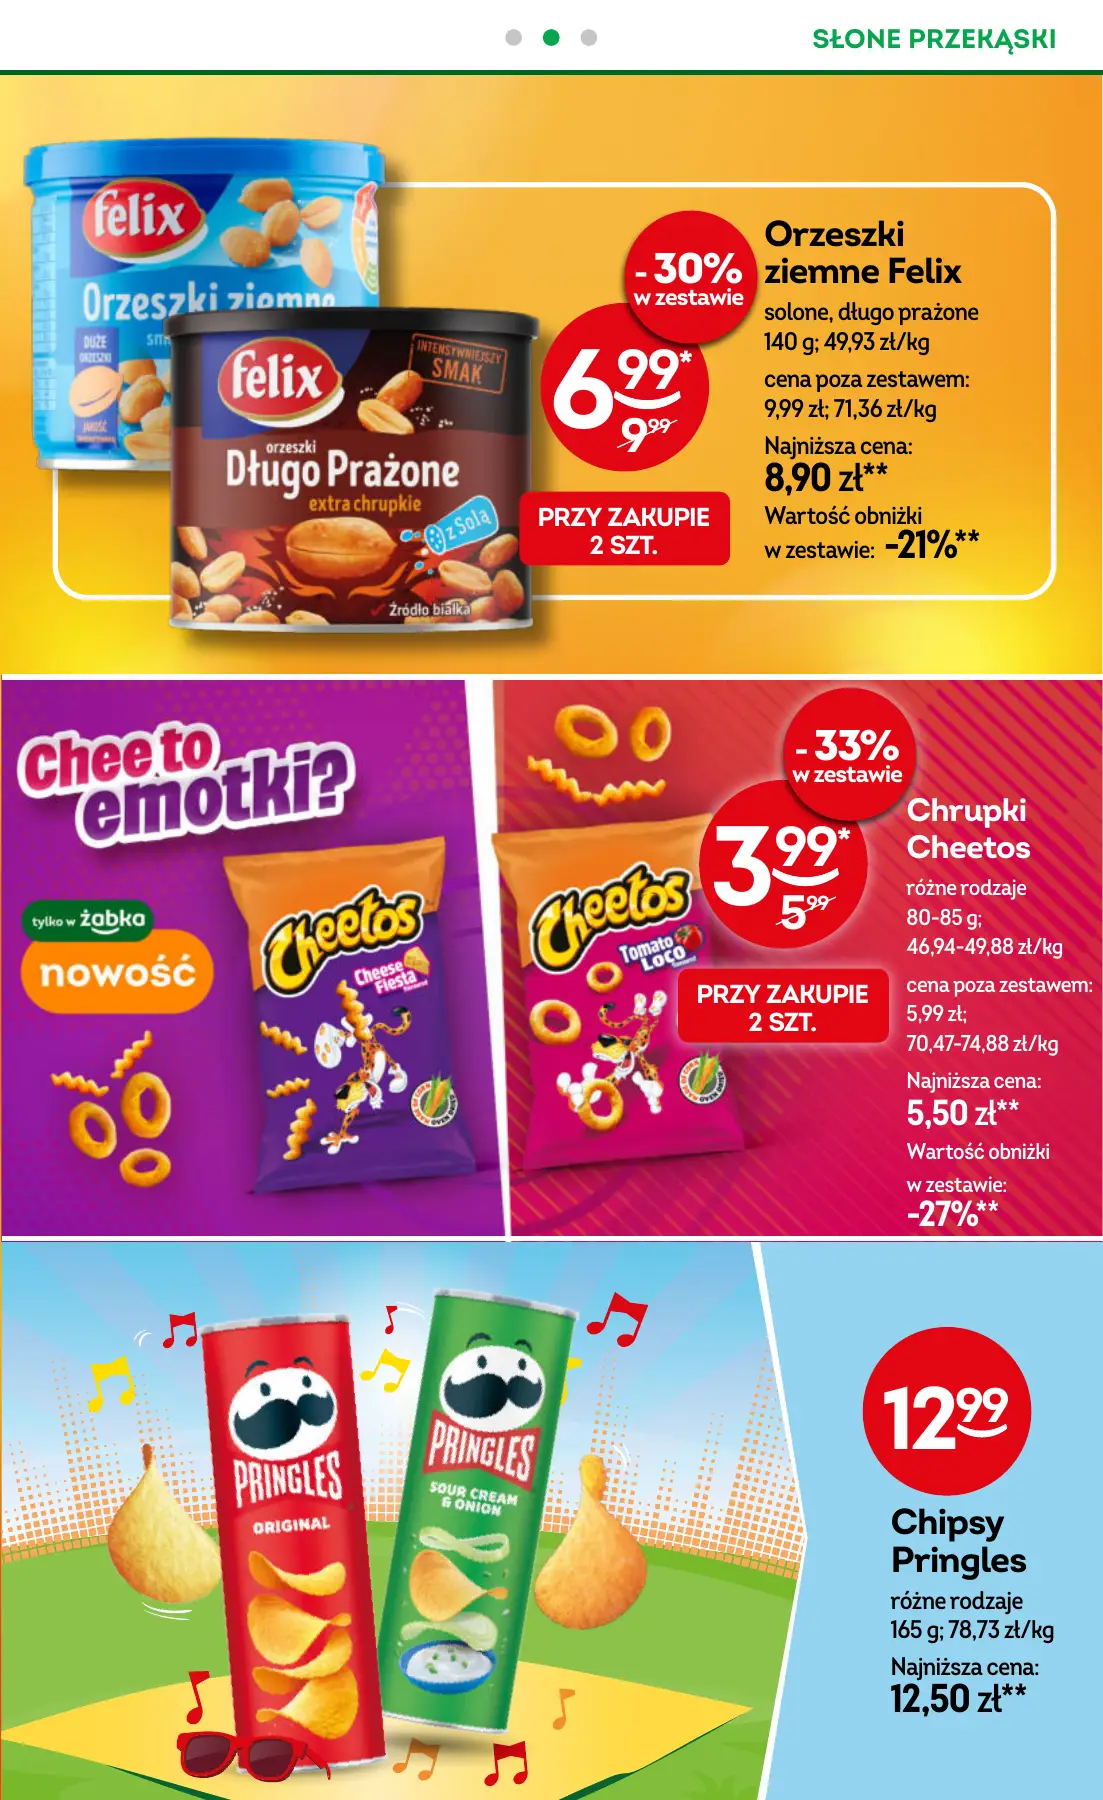 SŁONE PRZEKĄSKI
felix
Orzeszki ziemne
DUŻE
ORZESZKI
JAKOŚĆ
felix
INTENSYWNIEJSZY
SMAK
orzeszki
Długo Prażone
extra chrupkie
z Solą
Źródło białka
- 30%
w zestawie
6 99*
9 99
PRZY ZAKUPIE
2 SZT.
Orzeszki
ziemne Felix
solone, długo prażone
140 g; 49,93 zł/kg
cena poza zestawem:
9,99 zł; 71,36 zł/kg
Najniższa cena:
8,90 zł**
Wartość obniżki
w zestawie: -21%**
Chee to
emotki?
tylko w żabka
nowość
Cheetos
Cheese
Fiesta
flavoured
Cheetos
Tomato
LOCO
flavoured
- 33%
w zestawie
3 99*
5 99
PRZY ZAKUPIE
2 SZT.
Chrupki
Cheetos
różne rodzaje
80-85 g;
46,94-49,88 zł/kg
cena poza zestawem:
5,99 zł;
70,47-74,88 zł/kg
Najniższa cena:
5,50 zł**
Wartość obniżki
w zestawie:
-27%**
PRINGLES
ORIGINAL
PRINGLES
SOUR CREAM
& ONION
12 99
Chipsy
Pringles
różne rodzaje
165 g; 78,73 zł/kg
Najniższa cena:
12,50 zł**